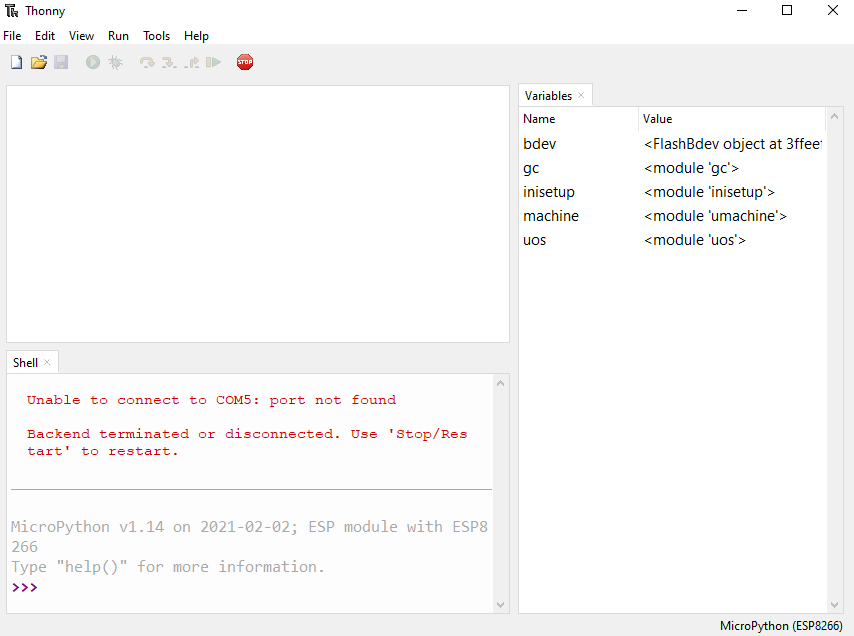 Thonny
File Edit View Run Tools Help
STOP
Variables
Name Value
bdev <FlashBdev object at 3ffee
gc <module 'gc'>
inisetup <module 'inisetup'>
machine <module 'umachine'>
uos <module 'uos'>
Shell
Unable to connect to COM5: port not found
Backend terminated or disconnected. Use 'Stop/Res
tart' to restart.
MicroPython v1.14 on 2021-02-02; ESP module with ESP8
266
Type "help()" for more information.
>>>
MicroPython (ESP8266)